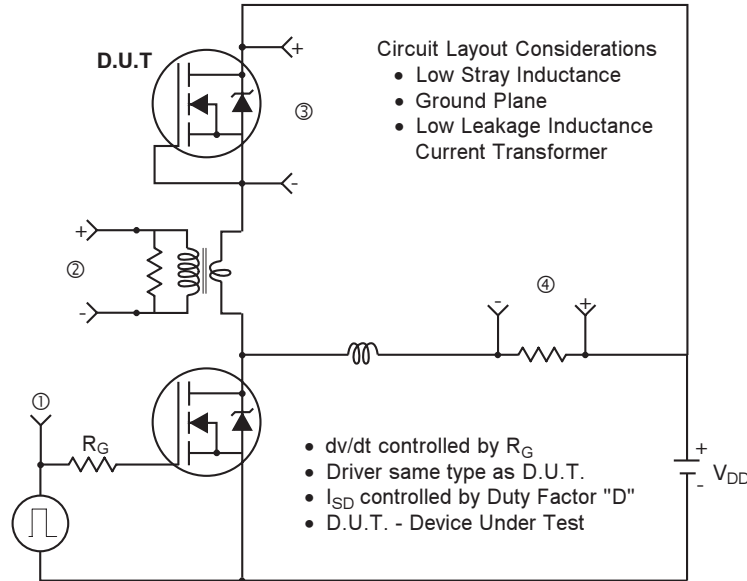 D.U.T
+
-
③
Circuit Layout Considerations
• Low Stray Inductance
• Ground Plane
• Low Leakage Inductance
Current Transformer
+
②
-
④
- +
①
R_G
• dv/dt controlled by R_G
• Driver same type as D.U.T.
• I_SD controlled by Duty Factor "D"
• D.U.T. - Device Under Test
+
-
V_DD